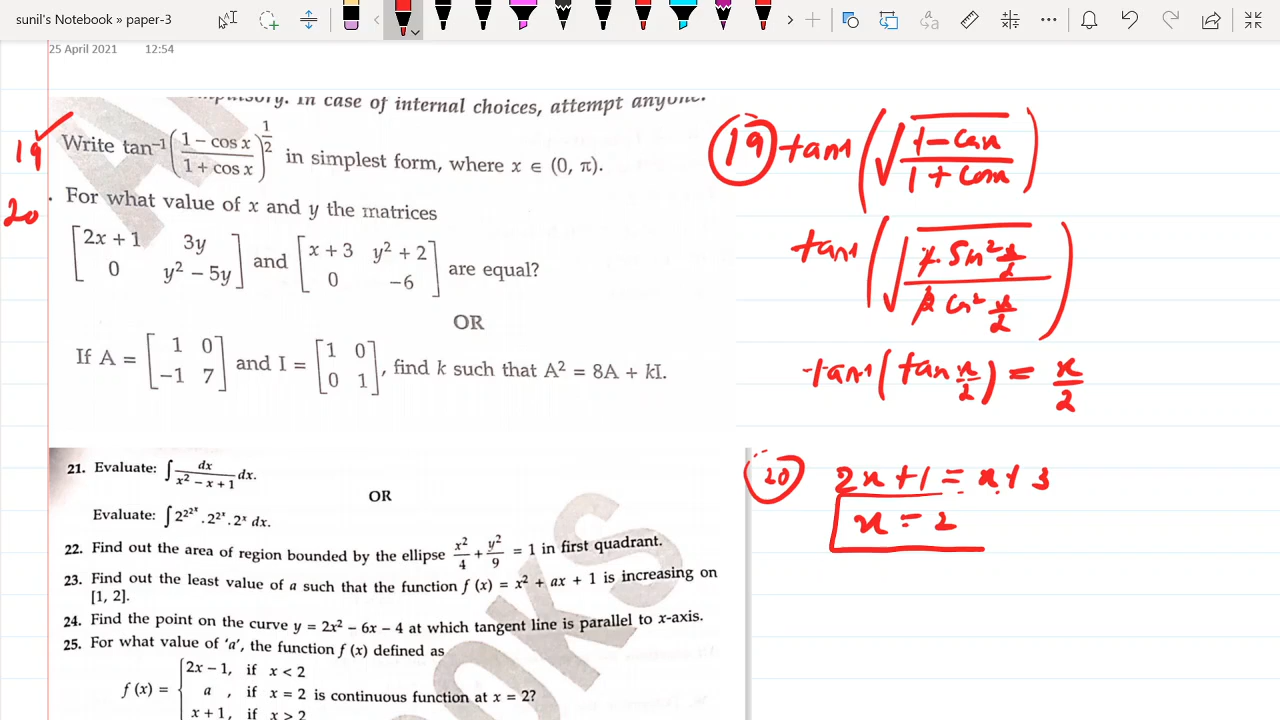 sunil's Notebook » paper-3
25 April 2021 12:54
In case of internal choices, attempt anyone.
19 Write tan⁻¹((1 − cos x)/(1 + cos x))^(1/2) in simplest form, where x ∈ (0, π).
20 . For what value of x and y the matrices
[2x + 1 3y; 0 y² − 5y] and [x + 3 y² + 2; 0 −6] are equal?
OR
If A = [1 0; −1 7] and I = [1 0; 0 1], find k such that A² = 8A + kI.
21. Evaluate: ∫ dx/(x² − x + 1) dx.
OR
Evaluate: ∫ 2^(2^(2^x)) . 2^(2^x) . 2^x dx.
22. Find out the area of region bounded by the ellipse x²/4 + y²/9 = 1 in first quadrant.
23. Find out the least value of a such that the function f (x) = x² + ax + 1 is increasing on
[1, 2].
24. Find the point on the curve y = 2x² − 6x − 4 at which tangent line is parallel to x-axis.
25. For what value of 'a', the function f (x) defined as
f (x) = { 2x − 1, if x < 2
a , if x = 2 is continuous function at x = 2?
x + 1, if x > 2
19 tan⁻¹(√((1 − cos x)/(1 + cos x)))
tan⁻¹(√((2 sin² x/2)/(2 cos² x/2)))
tan⁻¹(tan x/2) = x/2
20 2x + 1 = x + 3
x = 2
OOKS